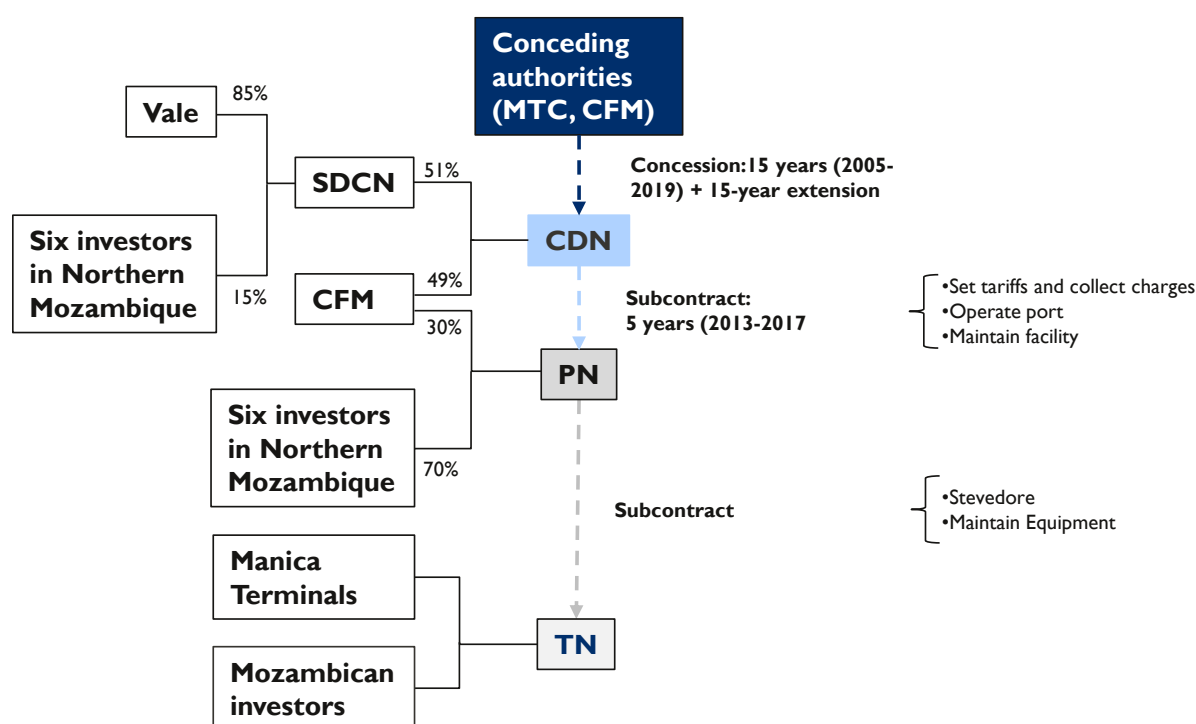 Conceding
authorities
(MTC, CFM)
85%
Vale
Concession:15 years (2005-
2019) + 15-year extension
51%
SDCN
CDN
Six investors
in Northern
Mozambique
15%
49%
CFM
30%
Subcontract:
5 years (2013-2017
•Set tariffs and collect charges
•Operate port
•Maintain facility
PN
Six investors
in Northern
Mozambique
70%
Subcontract
•Stevedore
•Maintain Equipment
Manica
Terminals
TN
Mozambican
investors